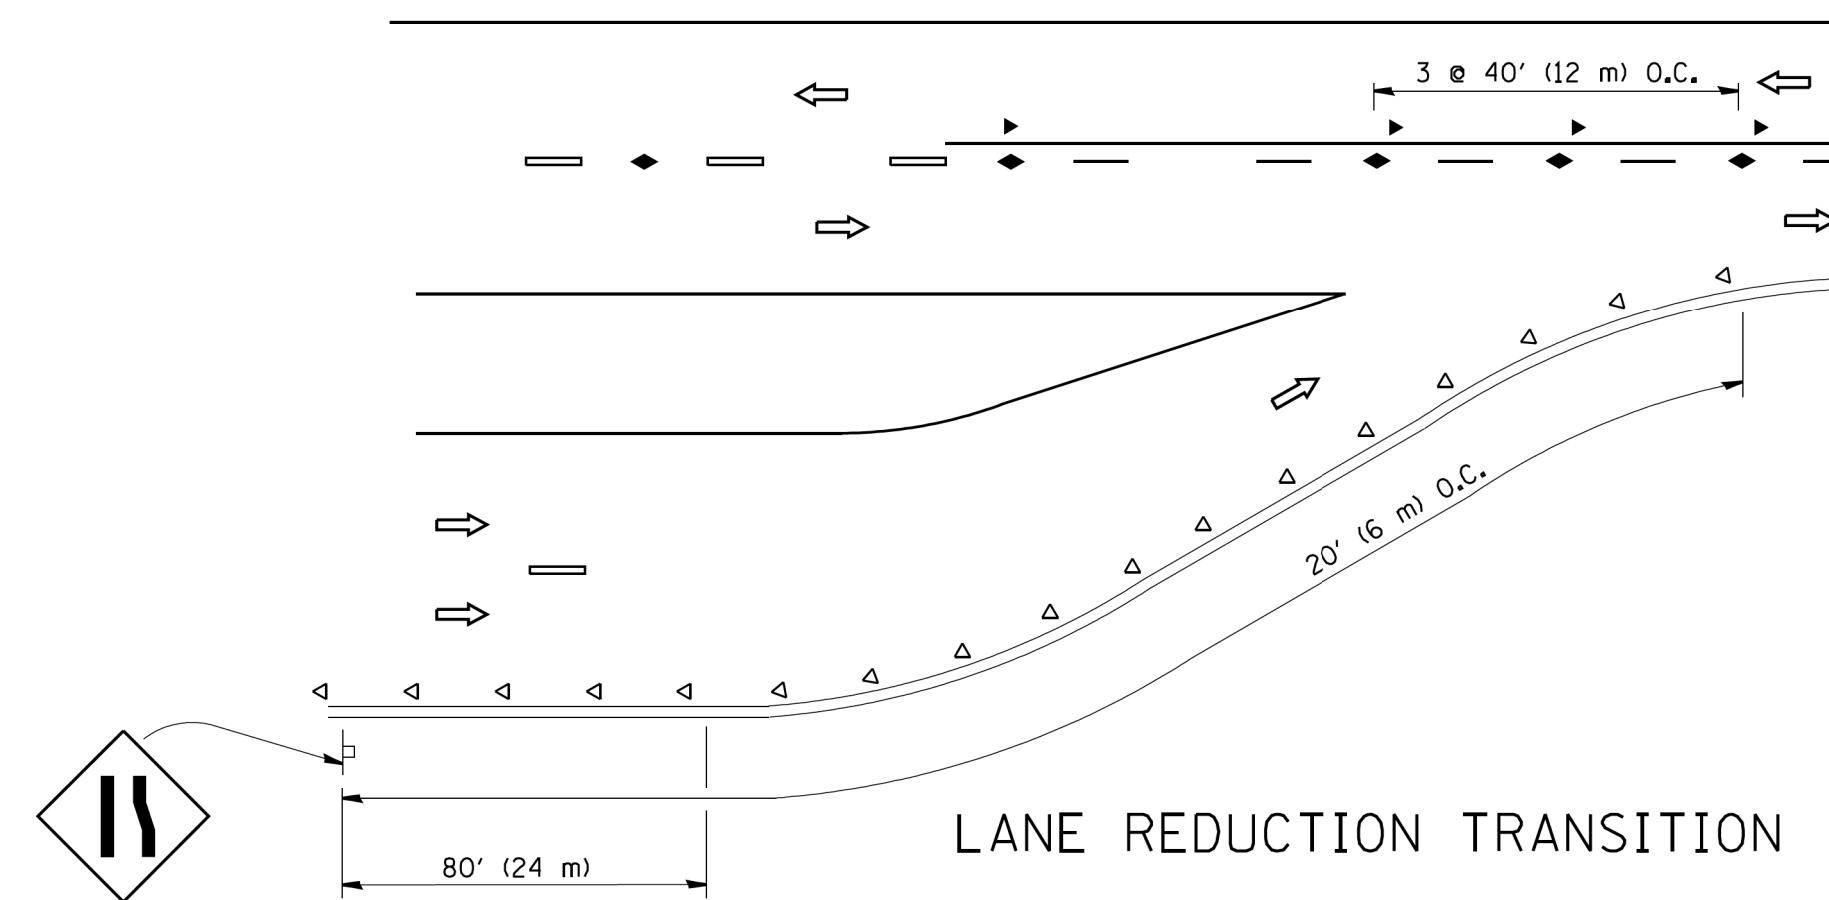 3 @ 40' (12 m) O.C.
20' (6 m) O.C.
LANE REDUCTION TRANSITION
80' (24 m)